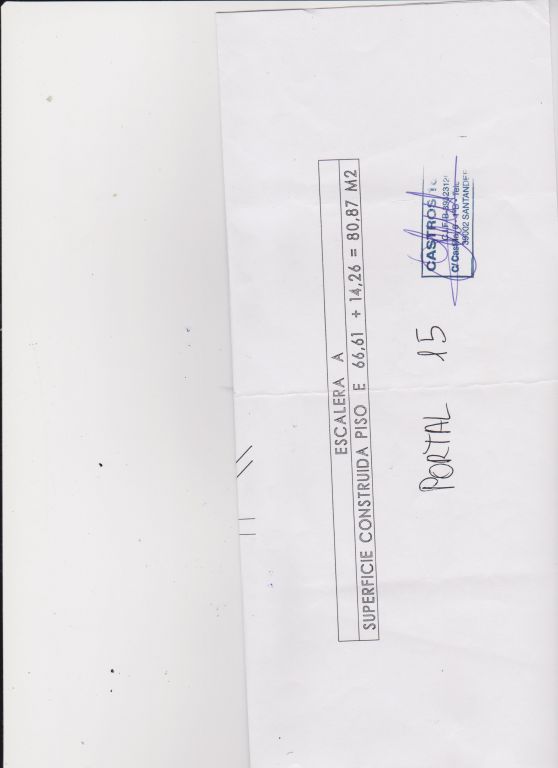 ESCALERA A
SUPERFICIE CONSTRUIDA PISO E 66,61 + 14,26 = 80,87 M2
PORTAL 15
CASTROS
39002 SANTANDER